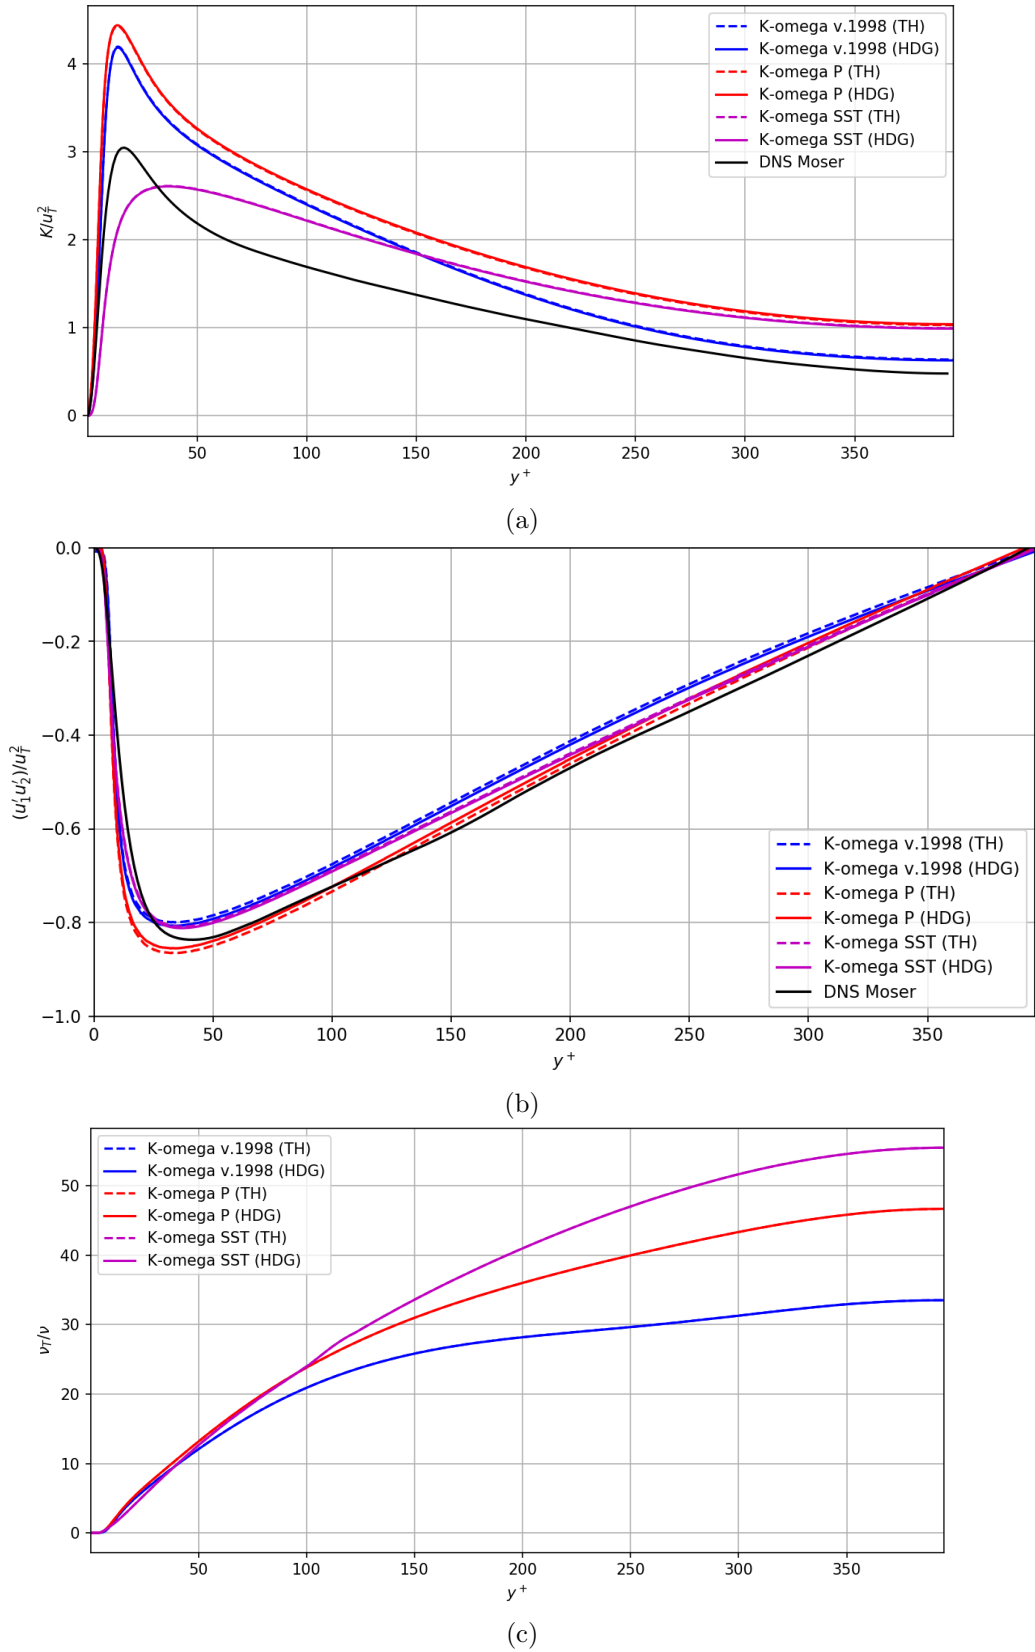 K-omega v.1998 (TH)
K-omega v.1998 (HDG)
K-omega P (TH)
K-omega P (HDG)
K-omega SST (TH)
K-omega SST (HDG)
DNS Moser
4
3
2
1
0
K/u_T^2
50 100 150 200 250 300 350
y^+
(a)
0.0
−0.2
−0.4
−0.6
−0.8
−1.0
(u_1′u_2′)/u_T^2
K-omega v.1998 (TH)
K-omega v.1998 (HDG)
K-omega P (TH)
K-omega P (HDG)
K-omega SST (TH)
K-omega SST (HDG)
DNS Moser
0 50 100 150 200 250 300 350
y^+
(b)
K-omega v.1998 (TH)
K-omega v.1998 (HDG)
K-omega P (TH)
K-omega P (HDG)
K-omega SST (TH)
K-omega SST (HDG)
50
40
30
20
10
0
ν_T/ν
50 100 150 200 250 300 350
y^+
(c)